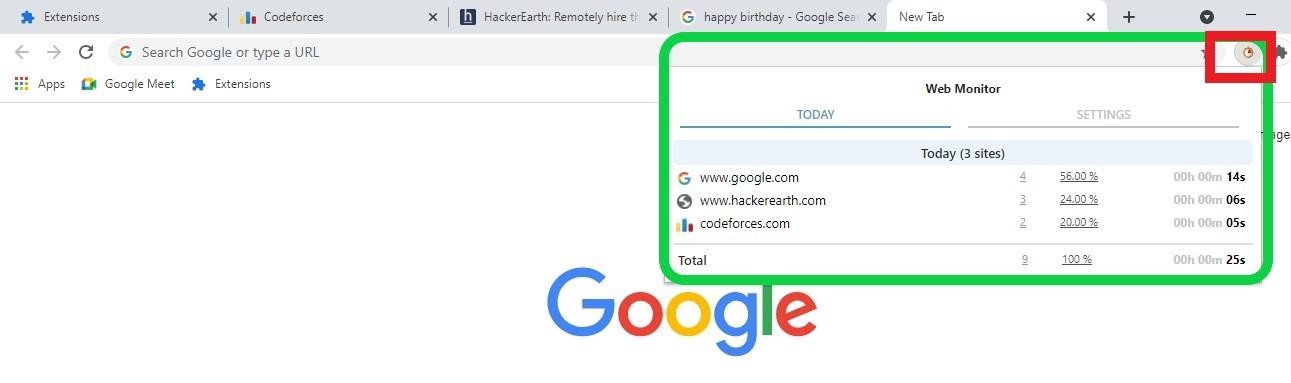 Extensions
Codeforces
HackerEarth: Remotely hire th
happy birthday - Google Sea
New Tab
Search Google or type a URL
Apps
Google Meet
Extensions
Web Monitor
TODAY
SETTINGS
Today (3 sites)
www.google.com 4 56.00 % 00h 00m 14s
www.hackerearth.com 3 24.00 % 00h 00m 06s
codeforces.com 2 20.00 % 00h 00m 05s
Total 9 100 % 00h 00m 25s
Google